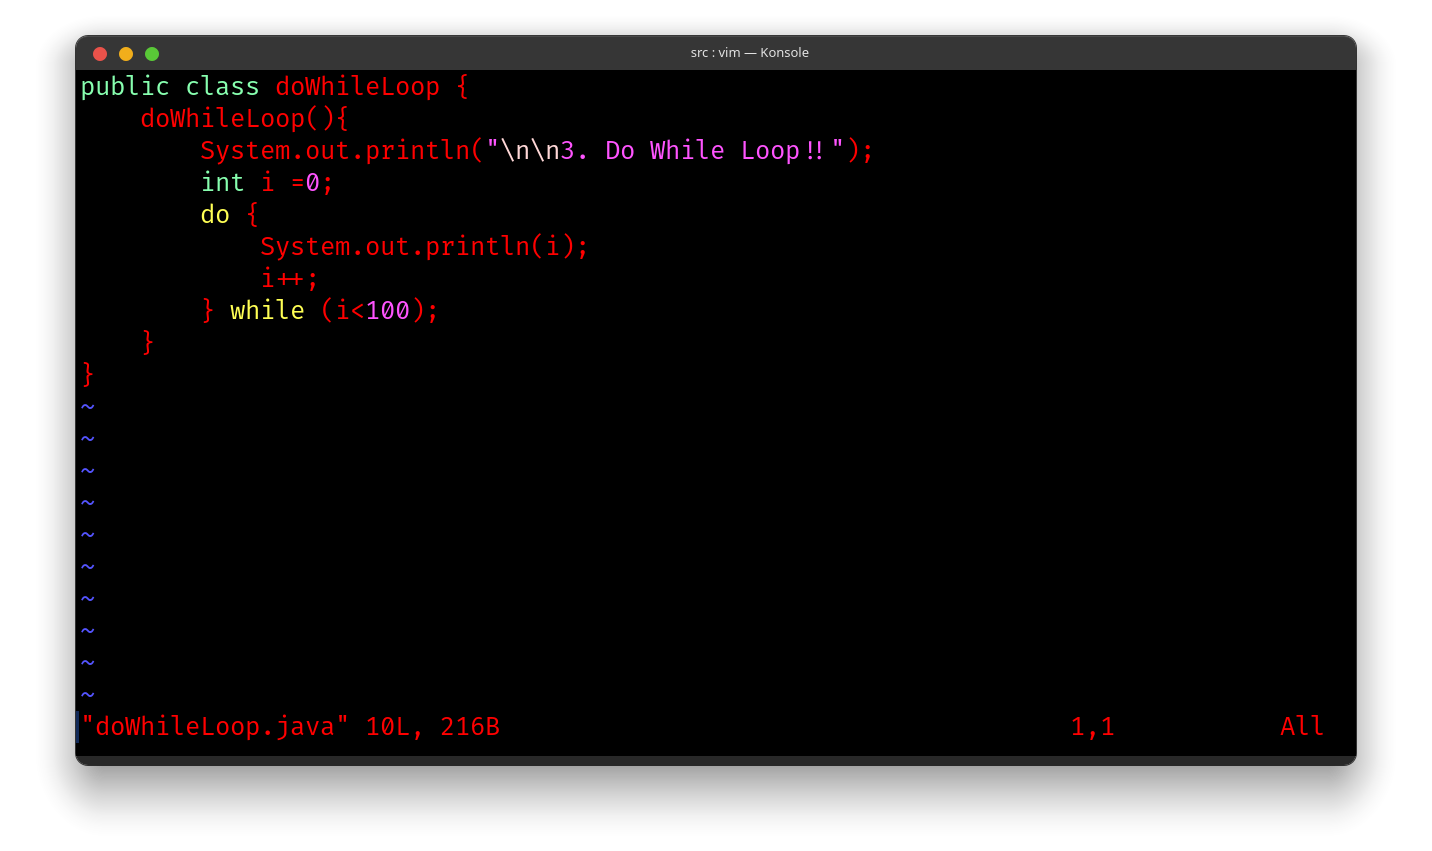 src : vim — Konsole
public class doWhileLoop {
    doWhileLoop(){
        System.out.println("\n\n3. Do While Loop!!");
        int i =0;
        do {
            System.out.println(i);
            i++;
        } while (i<100);
    }
}
~
~
~
~
~
~
~
~
~
~
"doWhileLoop.java" 10L, 216B 1,1 All